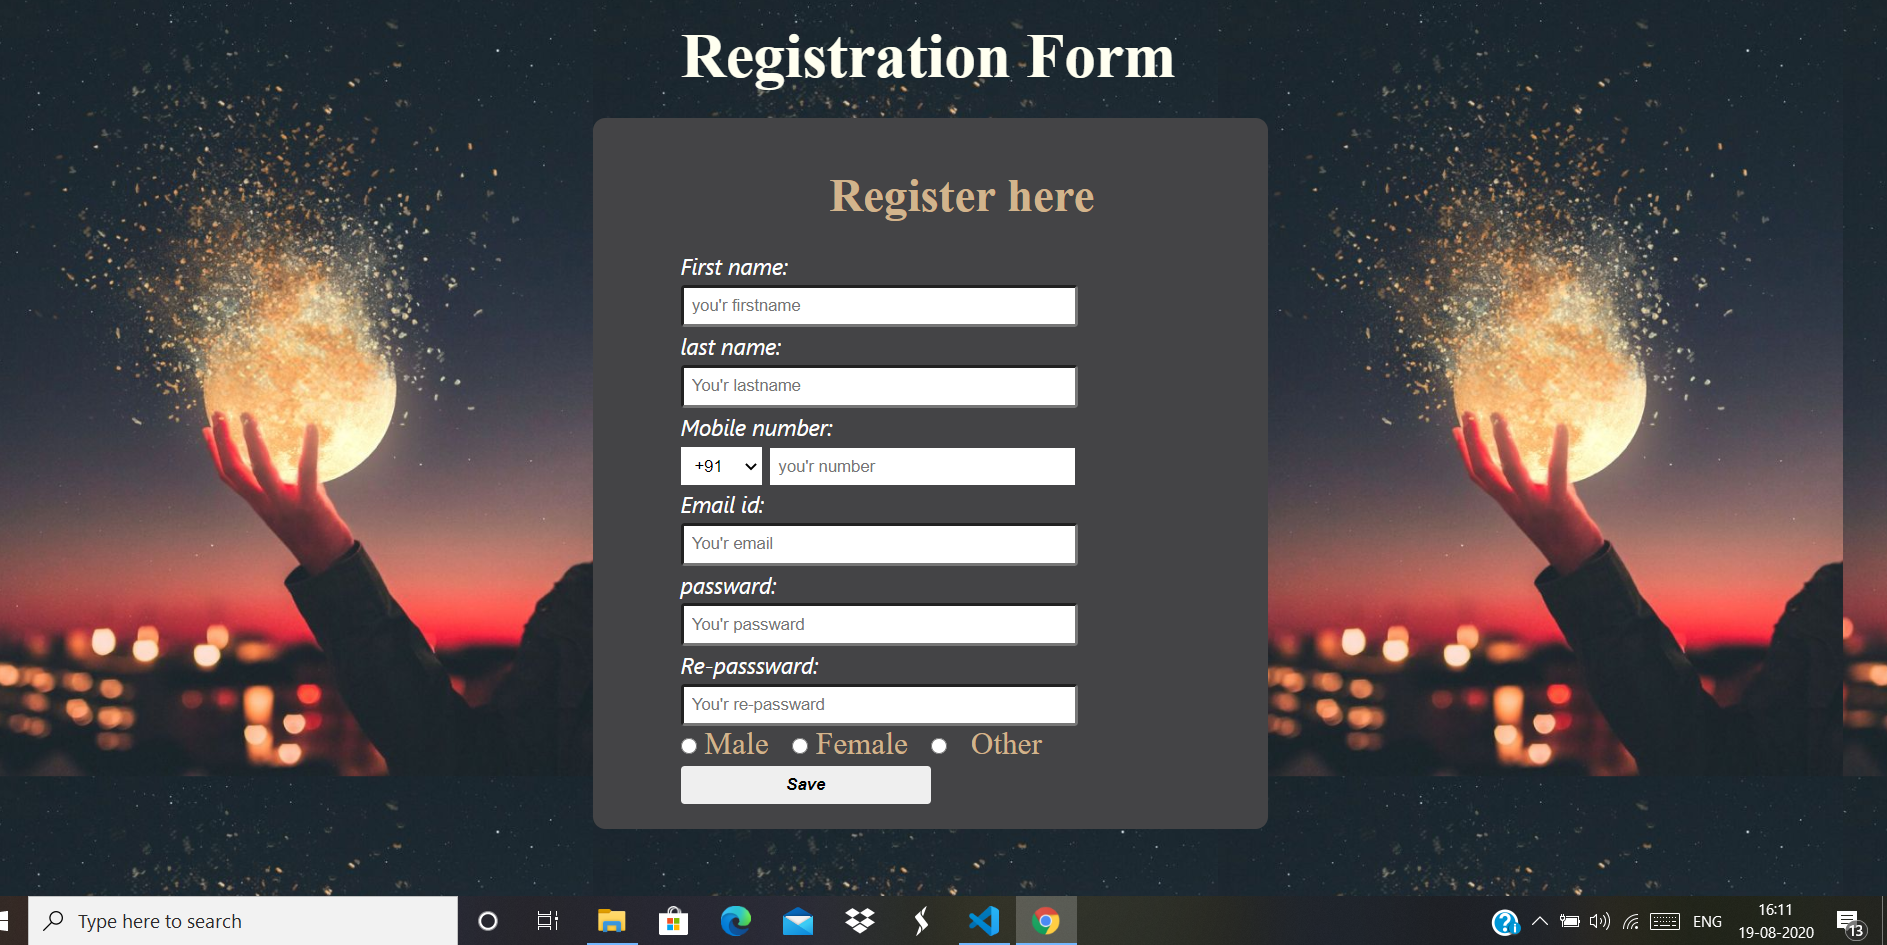 Registration Form
Register here
First name:
you'r firstname
last name:
You'r lastname
Mobile number:
+91 you'r number
Email id:
You'r email
passward:
You'r passward
Re-passsward:
You'r re-passward
Male Female Other
Save
Type here to search
ENG
16:11
19-08-2020
13